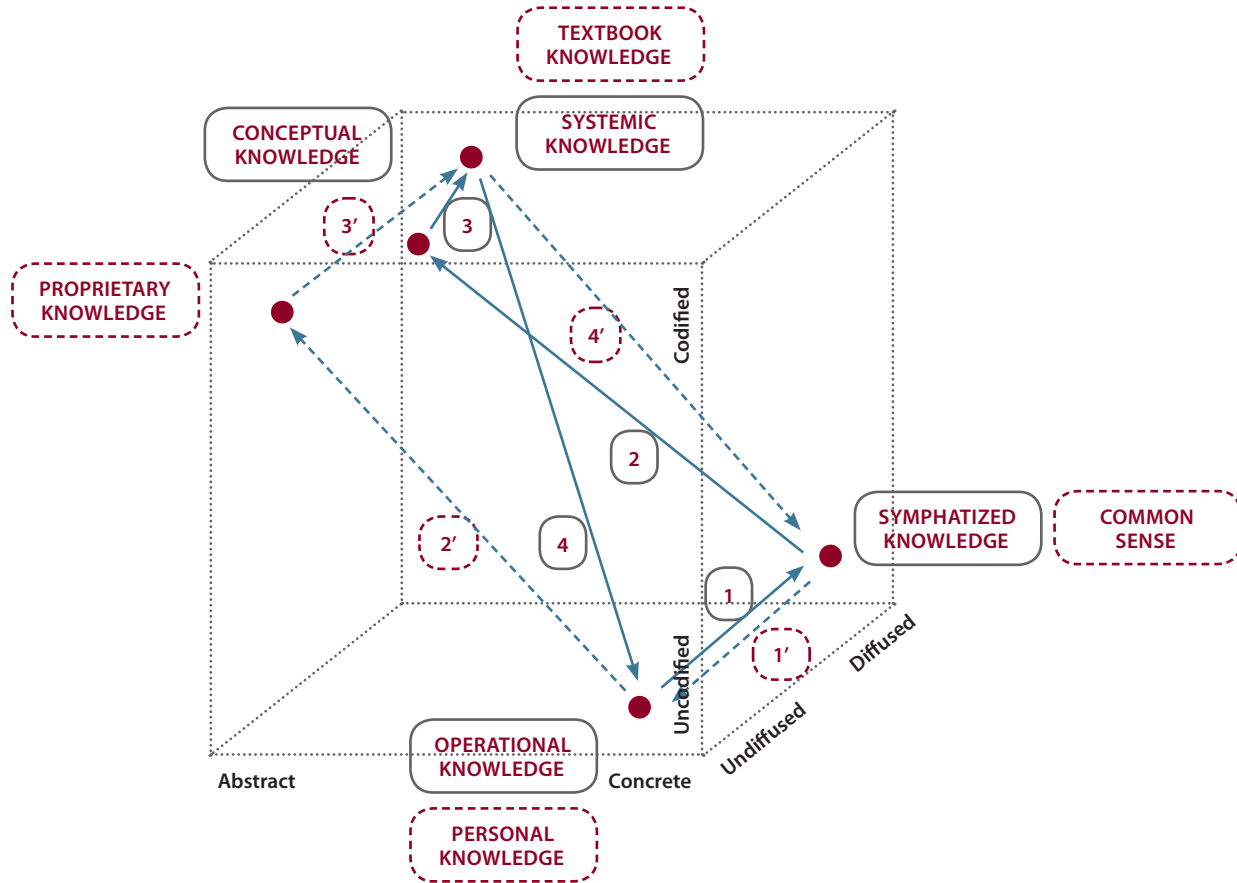 TEXTBOOK
KNOWLEDGE
CONCEPTUAL
KNOWLEDGE
SYSTEMIC
KNOWLEDGE
3′
3
PROPRIETARY
KNOWLEDGE
Codified
4′
2
SYMPHATIZED
KNOWLEDGE
COMMON
SENSE
2′
4
1
1′
Diffused
Uncodified
Undiffused
OPERATIONAL
KNOWLEDGE
Abstract
Concrete
PERSONAL
KNOWLEDGE